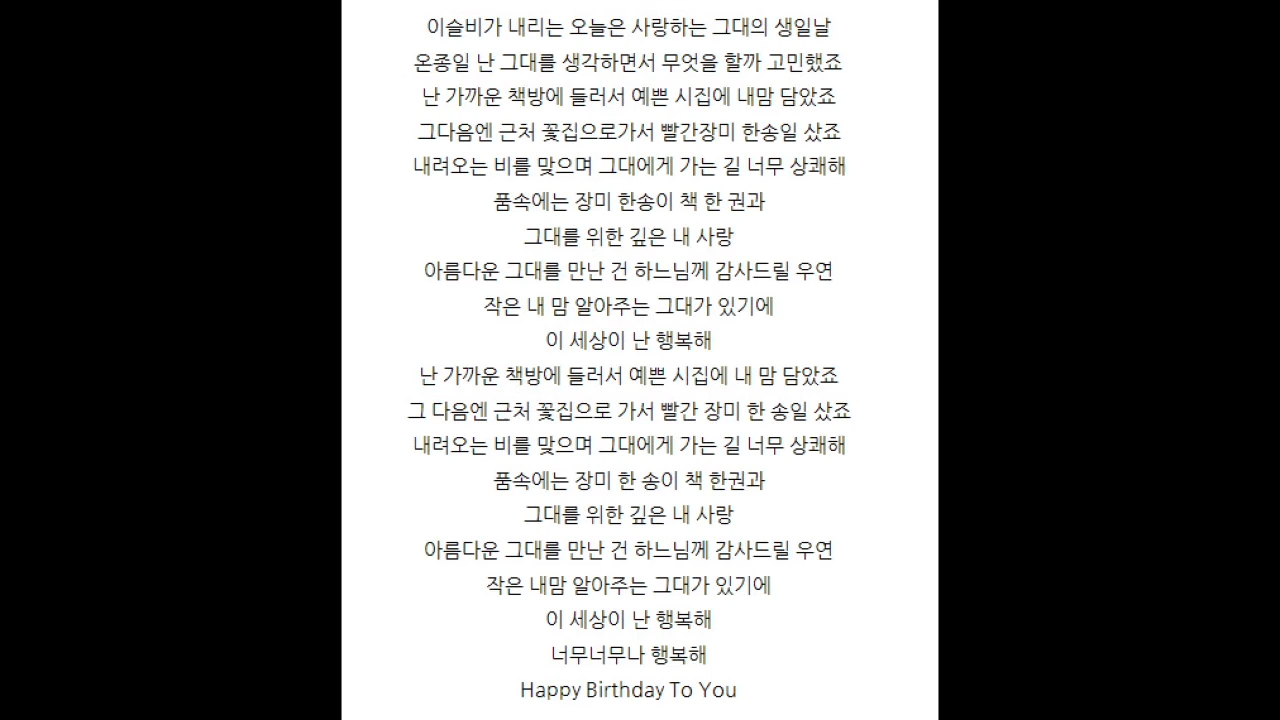 이슬비가 내리는 오늘은 사랑하는 그대의 생일날
온종일 난 그대를 생각하면서 무엇을 할까 고민했죠
난 가까운 책방에 들러서 예쁜 시집에 내맘 담았죠
그다음엔 근처 꽃집으로가서 빨간장미 한송일 샀죠
내려오는 비를 맞으며 그대에게 가는 길 너무 상쾌해
품속에는 장미 한송이 책 한 권과
그대를 위한 깊은 내 사랑
아름다운 그대를 만난 건 하느님께 감사드릴 우연
작은 내 맘 알아주는 그대가 있기에
이 세상이 난 행복해
난 가까운 책방에 들러서 예쁜 시집에 내 맘 담았죠
그 다음엔 근처 꽃집으로 가서 빨간 장미 한 송일 샀죠
내려오는 비를 맞으며 그대에게 가는 길 너무 상쾌해
품속에는 장미 한 송이 책 한권과
그대를 위한 깊은 내 사랑
아름다운 그대를 만난 건 하느님께 감사드릴 우연
작은 내맘 알아주는 그대가 있기에
이 세상이 난 행복해
너무너무나 행복해
Happy Birthday To You